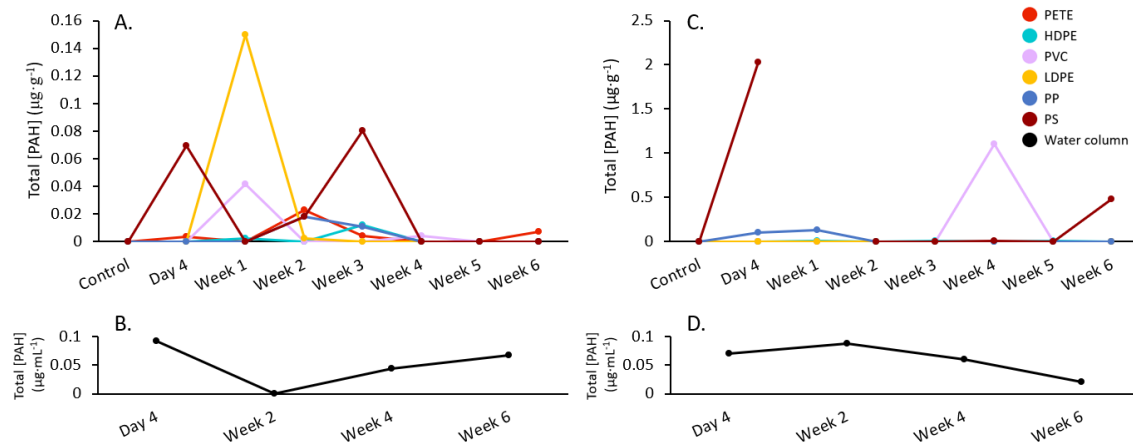 A.
Total [PAH] (µg·g⁻¹)
0.16
0.14
0.12
0.1
0.08
0.06
0.04
0.02
0
Control
Day 4
Week 1
Week 2
Week 3
Week 4
Week 5
Week 6
C.
Total [PAH] (µg·g⁻¹)
2.5
2
1.5
1
0.5
0
Control
Day 4
Week 1
Week 2
Week 3
Week 4
Week 5
Week 6
PETE
HDPE
PVC
LDPE
PP
PS
Water column
B.
Total [PAH]
(µg·mL⁻¹)
0.1
0.05
0
Day 4
Week 2
Week 4
Week 6
D.
Total [PAH]
(µg·mL⁻¹)
0.1
0.05
0
Day 4
Week 2
Week 4
Week 6